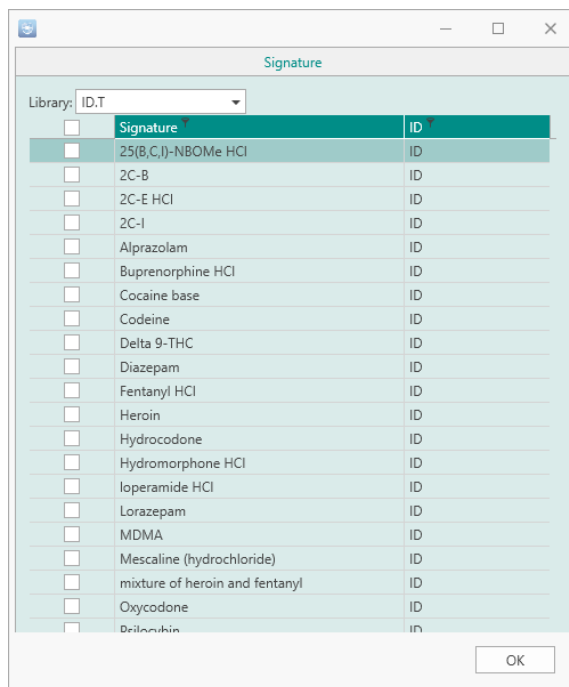 Signature
Library: ID.T
Signature ID
25(B,C,I)-NBOMe HCl ID
2C-B ID
2C-E HCl ID
2C-I ID
Alprazolam ID
Buprenorphine HCl ID
Cocaine base ID
Codeine ID
Delta 9-THC ID
Diazepam ID
Fentanyl HCl ID
Heroin ID
Hydrocodone ID
Hydromorphone HCl ID
loperamide HCl ID
Lorazepam ID
MDMA ID
Mescaline (hydrochloride) ID
mixture of heroin and fentanyl ID
Oxycodone ID
Psilocybin ID
OK